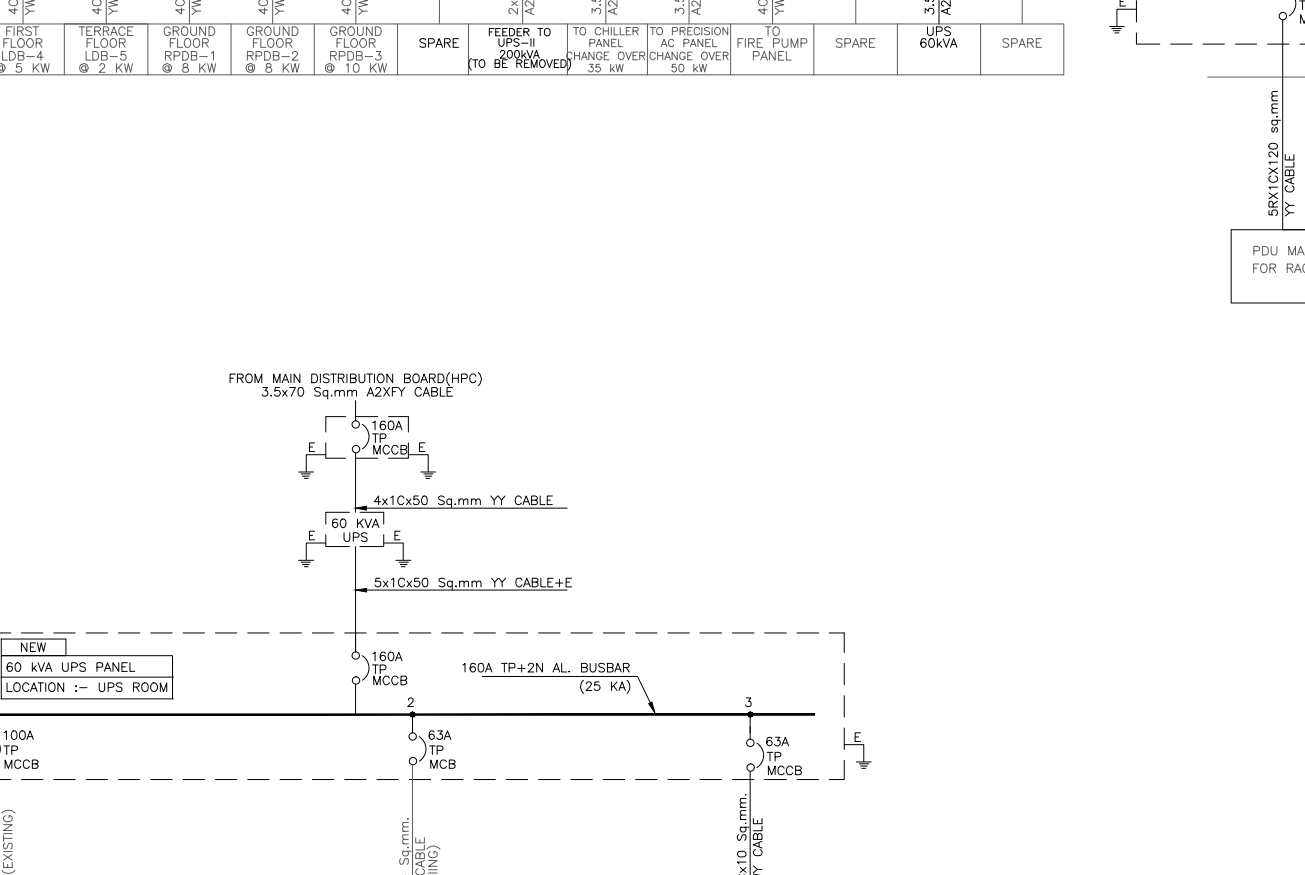 FIRST
FLOOR
LDB-4
@ 5 KW
TERRACE
FLOOR
LDB-5
@ 2 KW
GROUND
FLOOR
RPDB-1
@ 8 KW
GROUND
FLOOR
RPDB-2
@ 8 KW
GROUND
FLOOR
RPDB-3
@ 10 KW
SPARE
FEEDER TO
UPS-II
200kVA
(TO BE REMOVED)
TO CHILLER
PANEL
CHANGE OVER
35 kW
TO PRECISION
AC PANEL
CHANGE OVER
50 kW
TO
FIRE PUMP
PANEL
SPARE
UPS
60kVA
SPARE
E
5RX1CX120 sq.mm
YY CABLE
PDU
FOR
FROM MAIN DISTRIBUTION BOARD(HPC)
3.5x70 Sq.mm A2XFY CABLE
160A
TP
MCCB
E
E
4x1Cx50 Sq.mm YY CABLE
60 KVA
UPS
E
E
5x1Cx50 Sq.mm YY CABLE+E
NEW
60 kVA UPS PANEL
LOCATION :- UPS ROOM
160A
TP
MCCB
160A TP+2N AL. BUSBAR
(25 KA)
2
3
100A
TP
MCCB
63A
TP
MCB
63A
TP
MCCB
E
(EXISTING)
Sq.mm.
CABLE
x10 Sq.mm.
CABLE